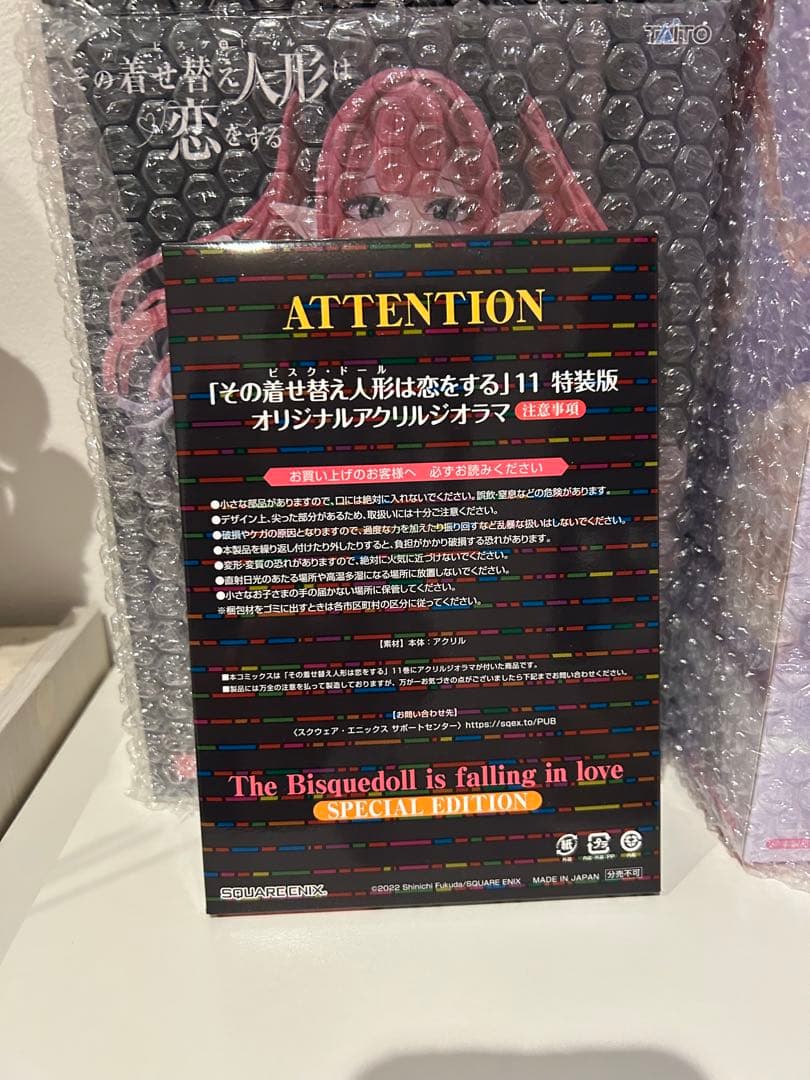 TAITO
ビスク・ドール
その着せ替え人形は
恋をする
ATTENTION
ビスク・ドール
「その着せ替え人形は恋をする」11 特装版
オリジナルアクリルジオラマ 注意事項
お買い上げのお客様へ 必ずお読みください
●小さな部品がありますので、口には絶対に入れないでください。誤飲・窒息などの危険があります。
●デザイン上、尖った部分があるため、取扱いには十分ご注意ください。
●破損やケガの原因となりますので、過度な力を加えたり振り回すなど乱暴な扱いはしないでください。
●本製品を繰り返し付けたり外したりすると、負担がかかり破損する恐れがあります。
●変形・変質の恐れがありますので、絶対に火気に近づけないでください。
●直射日光のあたる場所や高温多湿になる場所に放置しないでください。
●小さなお子さまの手の届かない場所に保管してください。
※梱包材をゴミに出すときは各市区町村の区分に従ってください。
【素材】本体：アクリル
■本コミックスは「その着せ替え人形は恋をする」11巻にアクリルジオラマが付いた商品です。
■製品には万全の注意を払って製造しておりますが、万が一お気づきの点がございましたら下記までお問い合わせください。
【お問い合わせ先】
〈スクウェア・エニックス サポートセンター〉https://sqex.to/PUB
The Bisquedoll is falling in love
SPECIAL EDITION
紙 プラ
SQUARE ENIX.
©2022 Shinichi Fukuda/SQUARE ENIX MADE IN JAPAN 分売不可